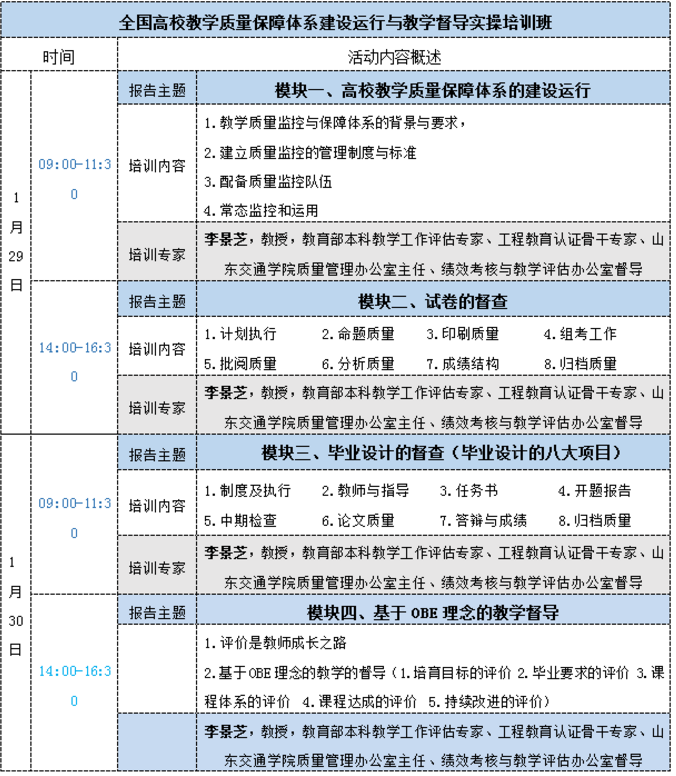 全国高校教学质量保障体系建设运行与教学督导实操培训班
时间
活动内容概述
1
月
29
日
09:00-11:3
0
报告主题
模块一、高校教学质量保障体系的建设运行
培训内容
1.教学质量监控与保障体系的背景与要求，
2.建立质量监控的管理制度与标准
3.配备质量监控队伍
4.常态监控和运用
培训专家
李景芝，教授，教育部本科教学工作评估专家、工程教育认证骨干专家、山
东交通学院质量管理办公室主任、绩效考核与教学评估办公室督导
14:00-16:3
0
报告主题
模块二、试卷的督查
培训内容
1.计划执行 2.命题质量 3.印刷质量 4.组考工作
5.批阅质量 6.分析质量 7.成绩结构 8.归档质量
培训专家
李景芝，教授，教育部本科教学工作评估专家、工程教育认证骨干专家、山
东交通学院质量管理办公室主任、绩效考核与教学评估办公室督导
1
月
30
日
09:00-11:3
0
报告主题
模块三、毕业设计的督查（毕业设计的八大项目）
培训内容
1.制度及执行 2.教师与指导 3.任务书 4.开题报告
5.中期检查 6.论文质量 7.答辩与成绩 8.归档质量
培训专家
李景芝，教授，教育部本科教学工作评估专家、工程教育认证骨干专家、山
东交通学院质量管理办公室主任、绩效考核与教学评估办公室督导
14:00-16:3
0
报告主题
模块四、基于 OBE 理念的教学督导
1.评价是教师成长之路
2.基于OBE理念的教学的督导（1.培育目标的评价 2.毕业要求的评价 3.课
程体系的评价 4.课程达成的评价 5.持续改进的评价）
李景芝，教授，教育部本科教学工作评估专家、工程教育认证骨干专家、山
东交通学院质量管理办公室主任、绩效考核与教学评估办公室督导